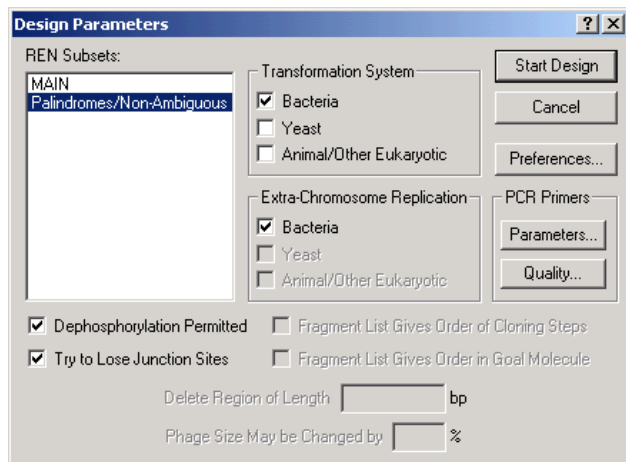 Design Parameters
REN Subsets:
MAIN
Palindromes/Non-Ambiguous
Transformation System
Bacteria
Yeast
Animal/Other Eukaryotic
Extra-Chromosome Replication
Bacteria
Yeast
Animal/Other Eukaryotic
Start Design
Cancel
Preferences...
PCR Primers
Parameters...
Quality...
Dephosphorylation Permitted
Fragment List Gives Order of Cloning Steps
Try to Lose Junction Sites
Fragment List Gives Order in Goal Molecule
Delete Region of Length bp
Phage Size May be Changed by %